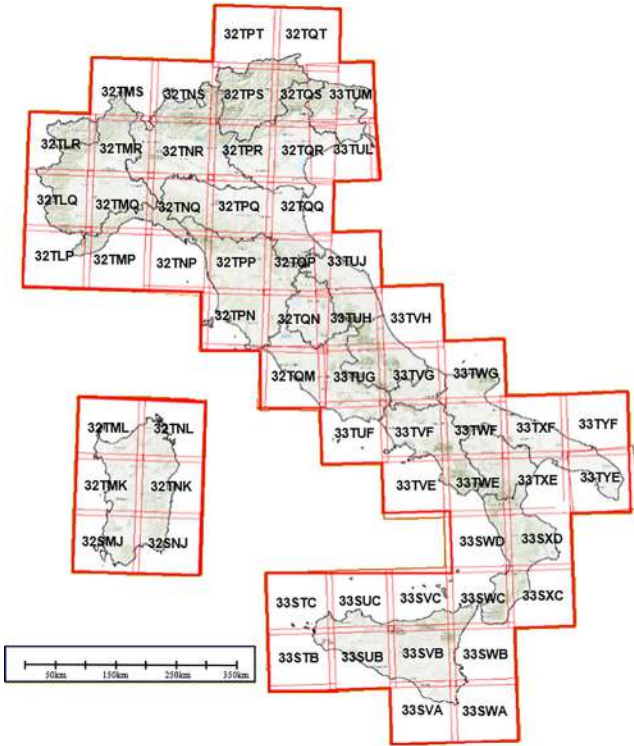 32TPT 32TQT
32TMS 32TNS 32TPS 32TQS 33TUM
32TLR 32TMR 32TNR 32TPR 32TQR 33TUL
32TLQ 32TMQ 32TNQ 32TPQ 32TQQ
32TLP 32TMP 32TNP 32TPP 32TQP 33TUJ
32TPN 32TQN 33TUH 33TVH
32TQM 33TUG 33TVG 33TWG
32TML 32TNL 33TUF 33TVF 33TWF 33TXF 33TYF
32TMK 32TNK 33TVE 33TWE 33TXE 33TYE
32SMJ 32SNJ 33SWD 33SXD
33STC 33SUC 33SVC 33SWC 33SXC
33STB 33SUB 33SVB 33SWB
50km 150km 250km 350km
33SVA 33SWA